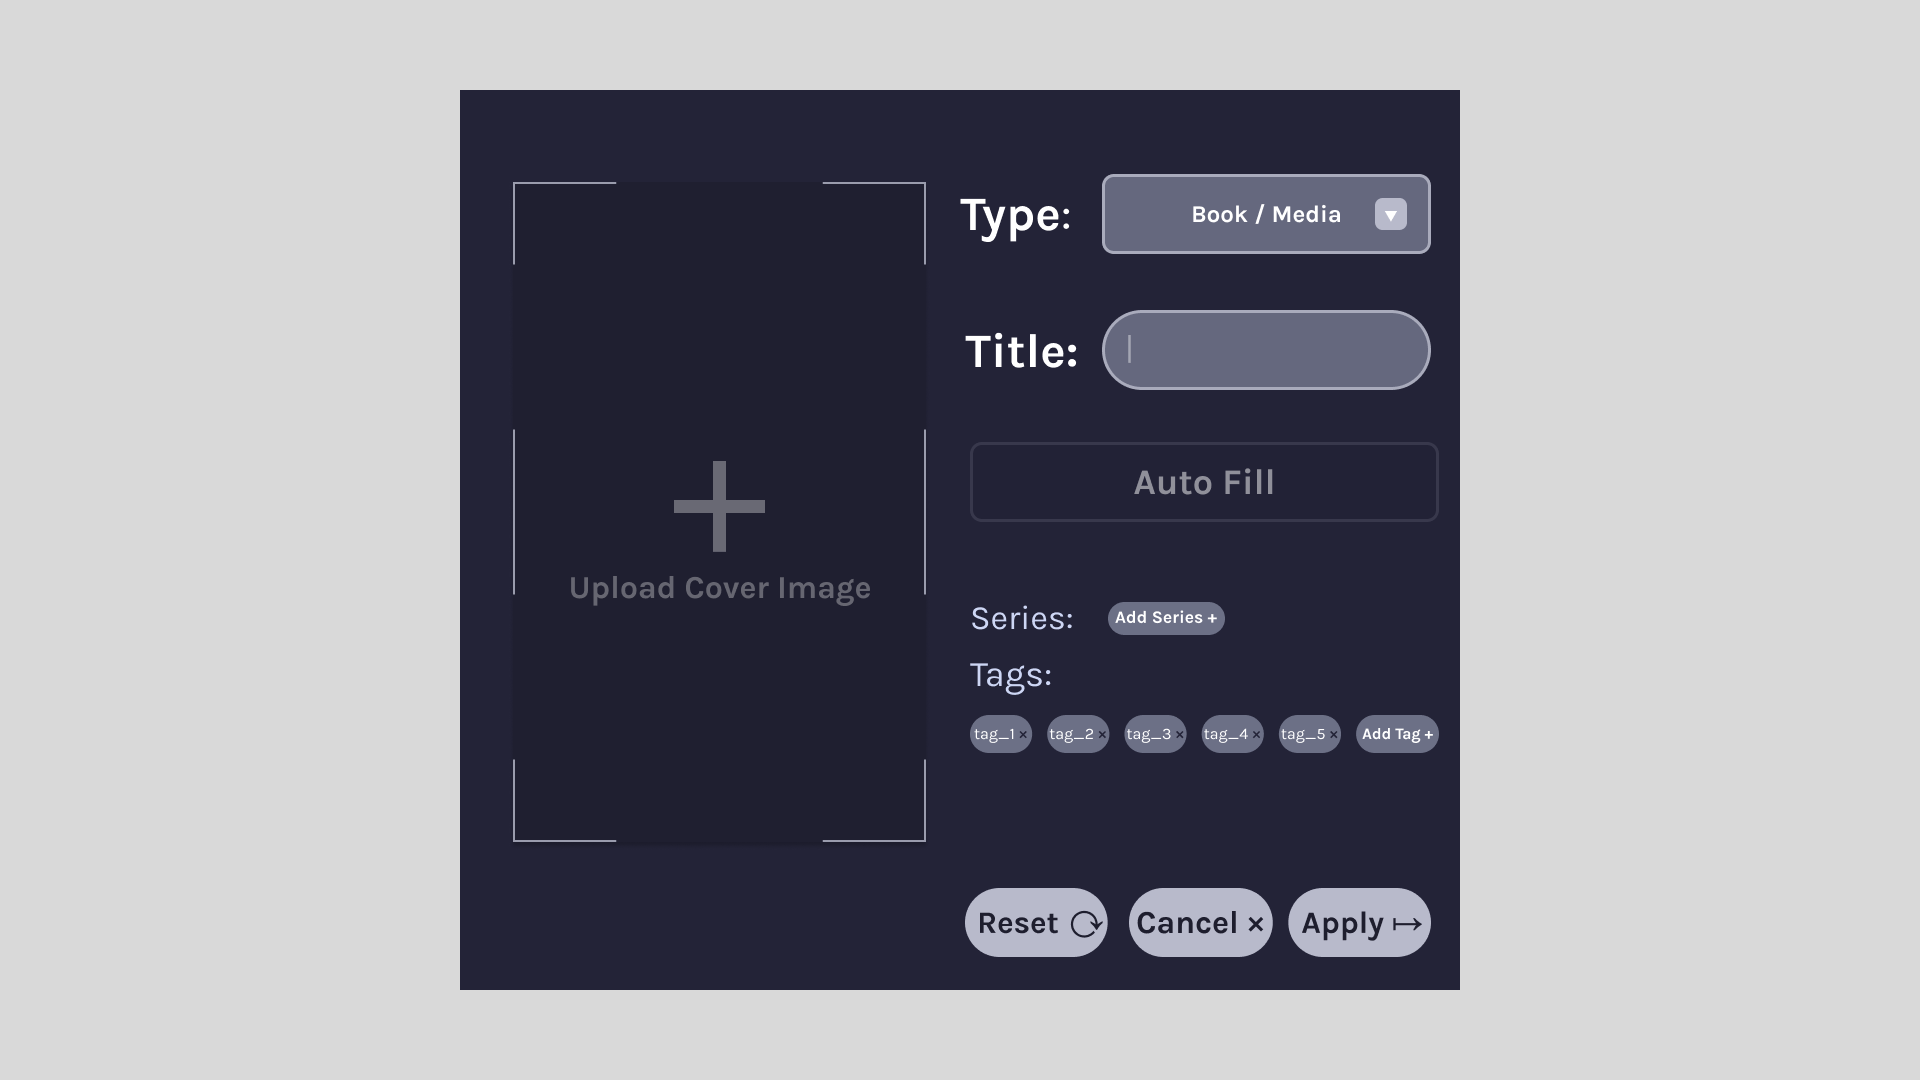 Type:
Book / Media ▼
Title:
Auto Fill
Upload Cover Image
Series:
Add Series +
Tags:
tag_1 × tag_2 × tag_3 × tag_4 × tag_5 × Add Tag +
Reset ⟳ Cancel × Apply ↦